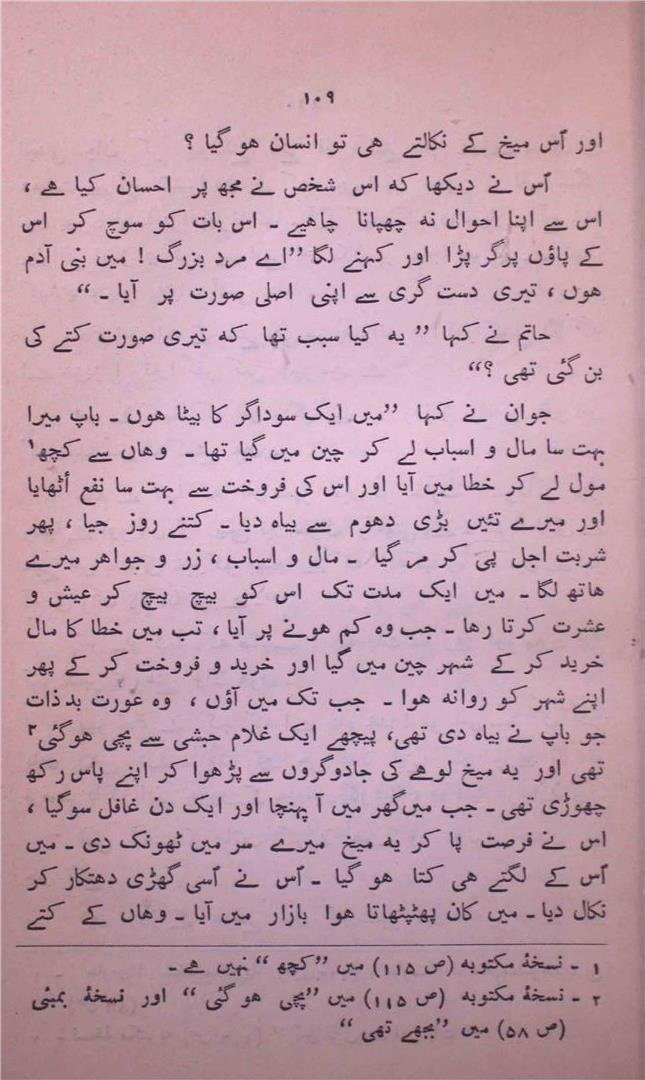 ۱۰۹
اور اُس میخ کے نکالتے ہی تو انسان ہو گیا ؟
اُس نے دیکھا کہ اس شخص نے مجھ پر احسان کیا ہے ،
اس سے اپنا احوال نہ چھپانا چاہیے ۔ اس بات کو سوچ کر اس
کے پاؤں پر گر پڑا اور کہنے لگا ”اے مرد بزرگ ! میں بنی آدم
ہوں ، تیری دست گری سے اپنی اصلی صورت پر آیا ۔ “
حاتم نے کہا ” یہ کیا سبب تھا کہ تیری صورت کتے کی
بن گئی تھی ؟“
جوان نے کہا ”میں ایک سوداگر کا بیٹا ہوں ۔ باپ میرا
بہت سا مال و اسباب لے کر چین میں گیا تھا ۔ وہاں سے کچھ۱
مول لے کر خطا میں آیا اور اس کی فروخت سے بہت سا نفع اُٹھایا
اور میرے تئیں بڑی دھوم سے بیاہ دیا ۔ کتنے روز جیا ، پھر
شربت اجل پی کر مر گیا ۔ مال و اسباب ، زر و جواہر میرے
ہاتھ لگا ۔ میں ایک مدت تک اس کو بیچ بیچ کر عیش و
عشرت کرتا رہا ۔ جب وہ کم ہونے پر آیا ، تب میں خطا کا مال
خرید کر کے شہر چین میں گیا اور خرید و فروخت کر کے پھر
اپنے شہر کو روانہ ہوا ۔ جب تک میں آؤں ، وہ عورت بدذات
جو باپ نے بیاہ دی تھی، پیچھے ایک غلام حبشی سے پچی ہوگئی۲
تھی اور یہ میخ لوہے کی جادوگروں سے پڑھوا کر اپنے پاس رکھ
چھوڑی تھی ۔ جب میں گھر میں آ پہنچا اور ایک دن غافل سوگیا ،
اس نے فرصت پا کر یہ میخ میرے سر میں ٹھونک دی ۔ میں
اُس کے لگتے ہی کتا ہو گیا ۔ اُس نے اُسی گھڑی دھتکار کر
نکال دیا ۔ میں کان پھٹپھٹاتا ہوا بازار میں آیا ۔ وہاں کے کتے
۱ ۔ نسخۂ مکتوبہ (ص ۱۱۵) میں ”کچھ “ نہیں ہے ۔
۲ ۔ نسخۂ مکتوبہ (ص ۱۱۵) میں ”پچی ہو گئی “ اور نسخۂ بمبئی
(ص ۵۸) میں ”بجھے تھی “